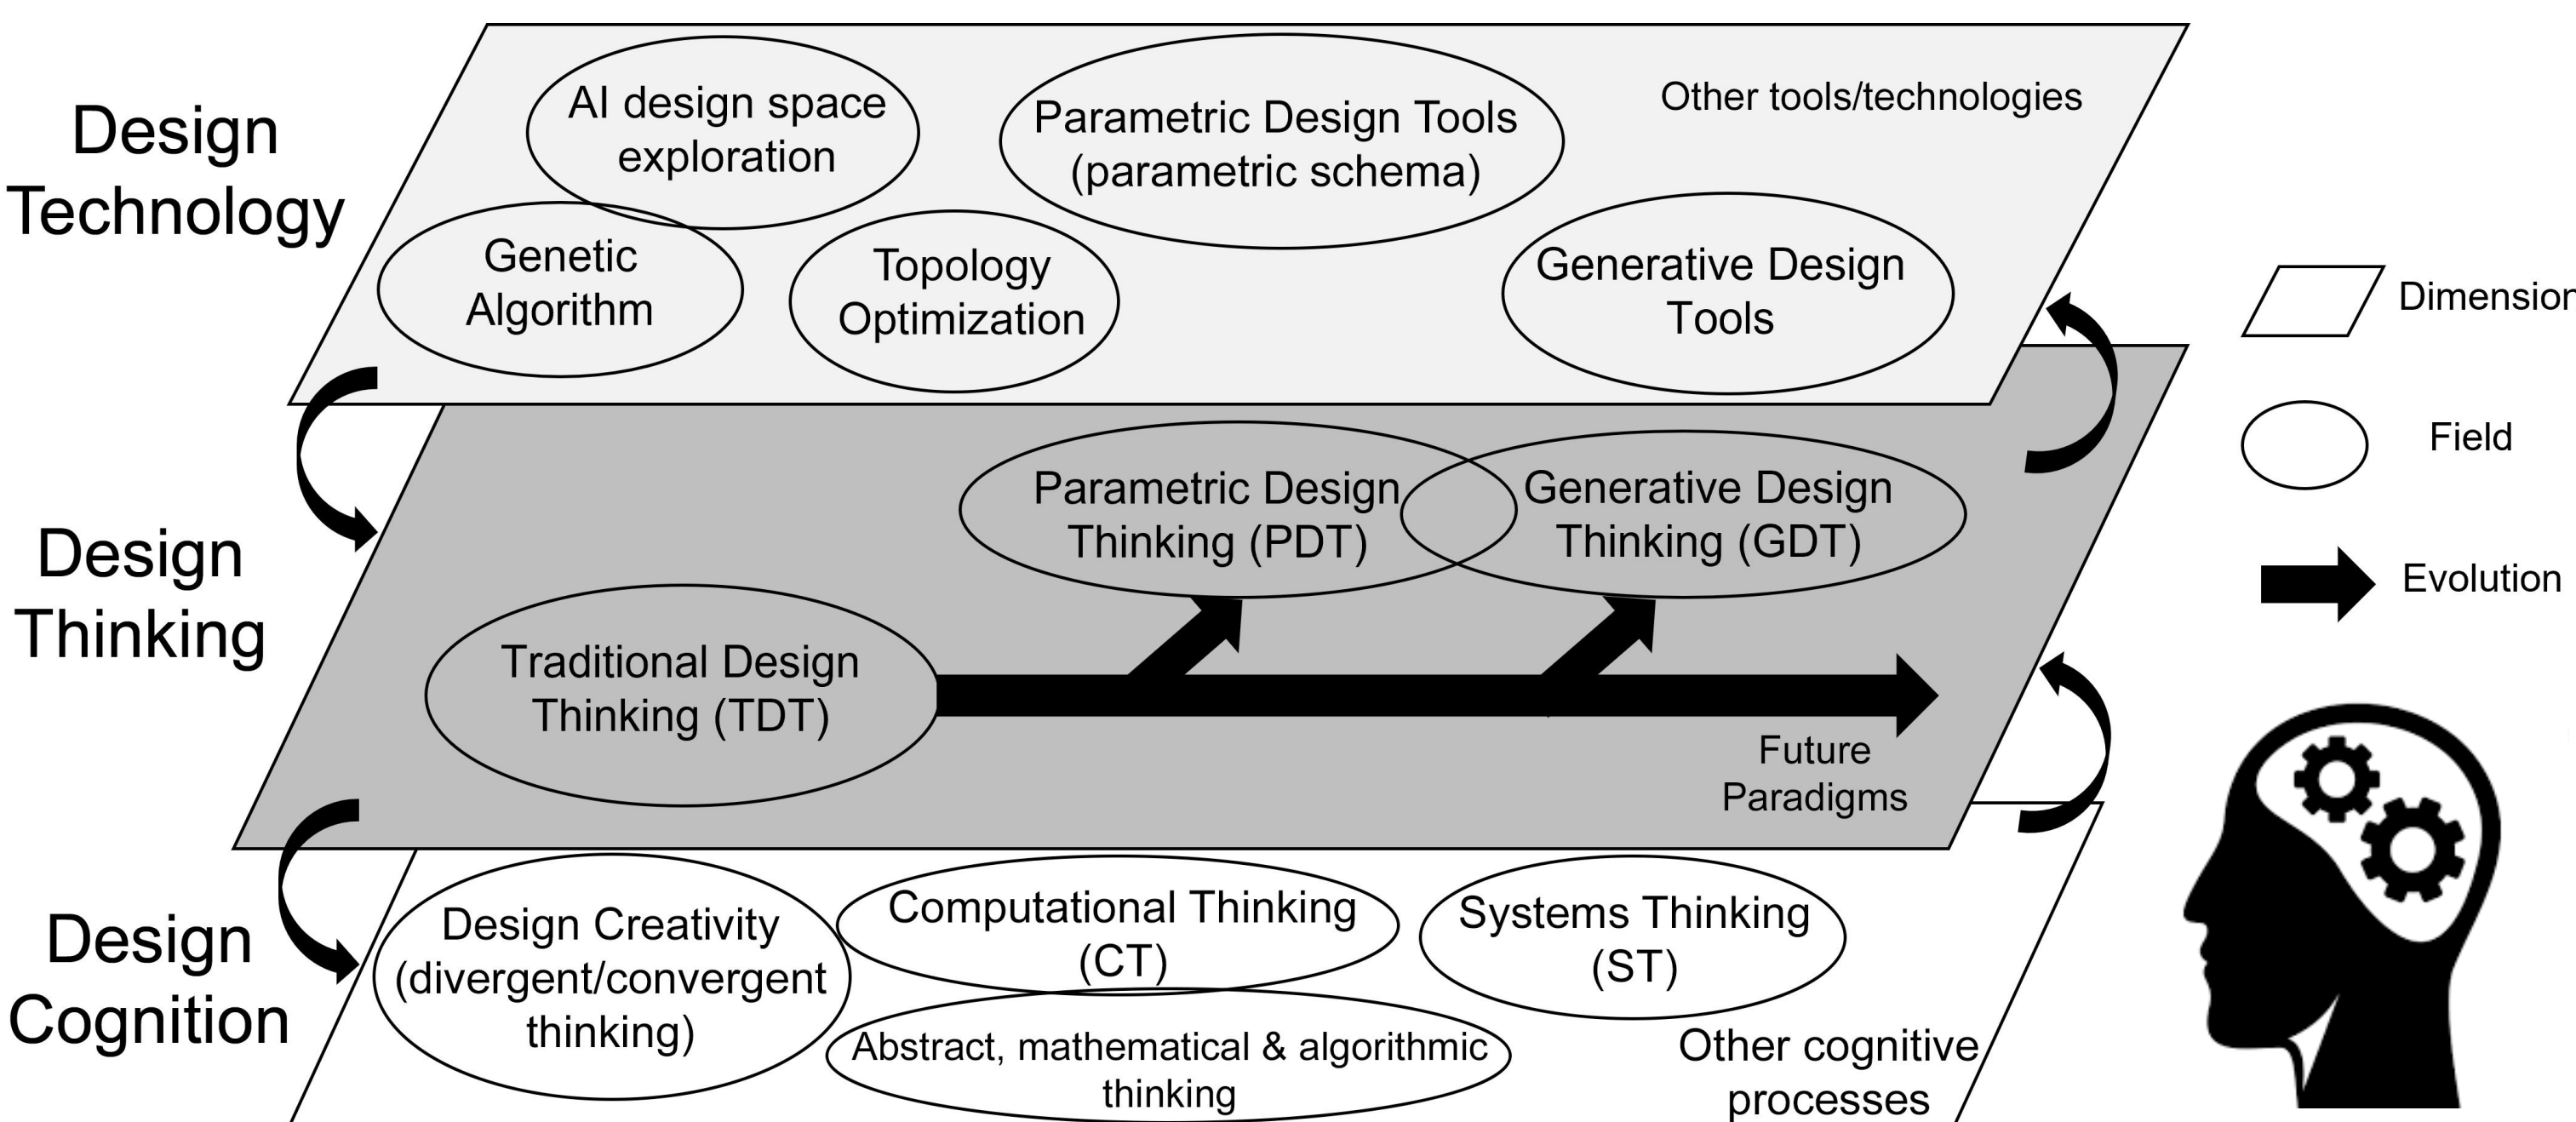 Design
Technology
AI design space
exploration
Parametric Design Tools
(parametric schema)
Other tools/technologies
Genetic
Algorithm
Topology
Optimization
Generative Design
Tools
Design
Thinking
Parametric Design
Thinking (PDT)
Generative Design
Thinking (GDT)
Traditional Design
Thinking (TDT)
Future
Paradigms
Design
Cognition
Design Creativity
(divergent/convergent
thinking)
Computational Thinking
(CT)
Systems Thinking
(ST)
Abstract, mathematical & algorithmic
thinking
Other cognitive
processes
Dimension
Field
Evolution